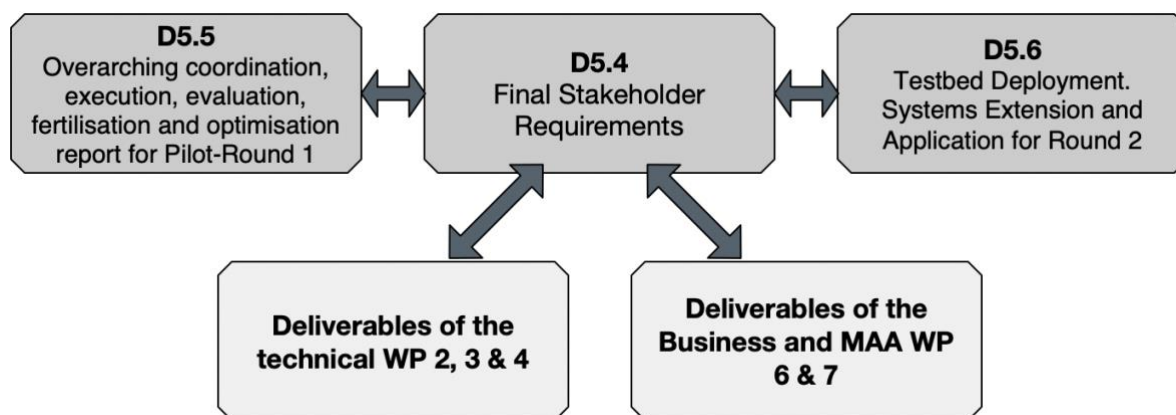 D5.5
Overarching coordination,
execution, evaluation,
fertilisation and optimisation
report for Pilot-Round 1
D5.4
Final Stakeholder
Requirements
D5.6
Testbed Deployment.
Systems Extension and
Application for Round 2
Deliverables of the
technical WP 2, 3 & 4
Deliverables of the
Business and MAA WP
6 & 7